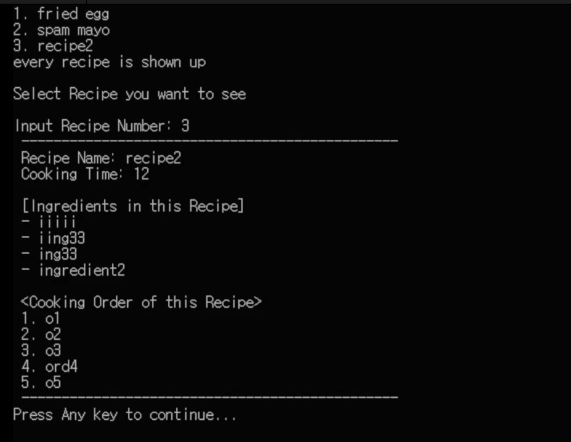 1. fried egg
2. spam mayo
3. recipe2
every recipe is shown up
Select Recipe you want to see
Input Recipe Number: 3
-----------------------------------------------
Recipe Name: recipe2
Cooking Time: 12
[Ingredients in this Recipe]
- iiiii
- iing33
- ing33
- ingredient2
<Cooking Order of this Recipe>
1. o1
2. o2
3. o3
4. ord4
5. o5
-----------------------------------------------
Press Any key to continue...